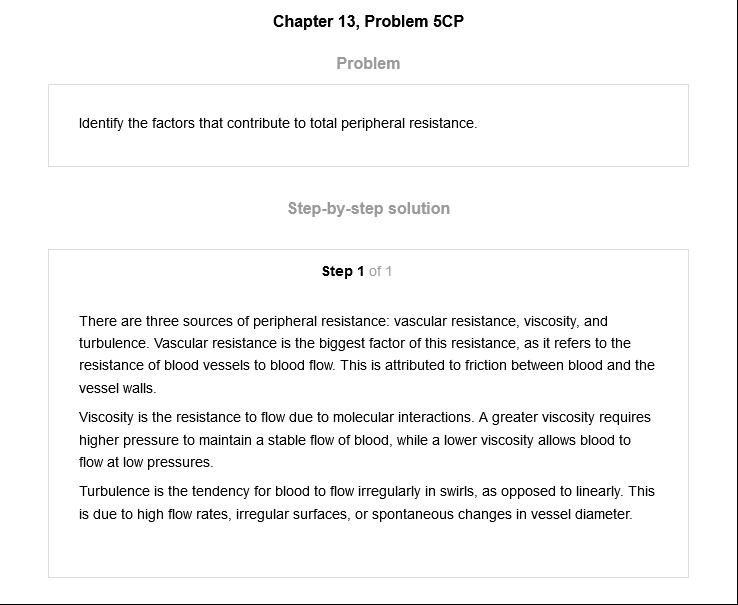 Chapter 13, Problem 5CP
Problem
Identify the factors that contribute to total peripheral resistance.
Step-by-step solution
Step 1 of 1
There are three sources of peripheral resistance: vascular resistance, viscosity, and
turbulence. Vascular resistance is the biggest factor of this resistance, as it refers to the
resistance of blood vessels to blood flow. This is attributed to friction between blood and the
vessel walls.
Viscosity is the resistance to flow due to molecular interactions. A greater viscosity requires
higher pressure to maintain a stable flow of blood, while a lower viscosity allows blood to
flow at low pressures.
Turbulence is the tendency for blood to flow irregularly in swirls, as opposed to linearly. This
is due to high flow rates, irregular surfaces, or spontaneous changes in vessel diameter.